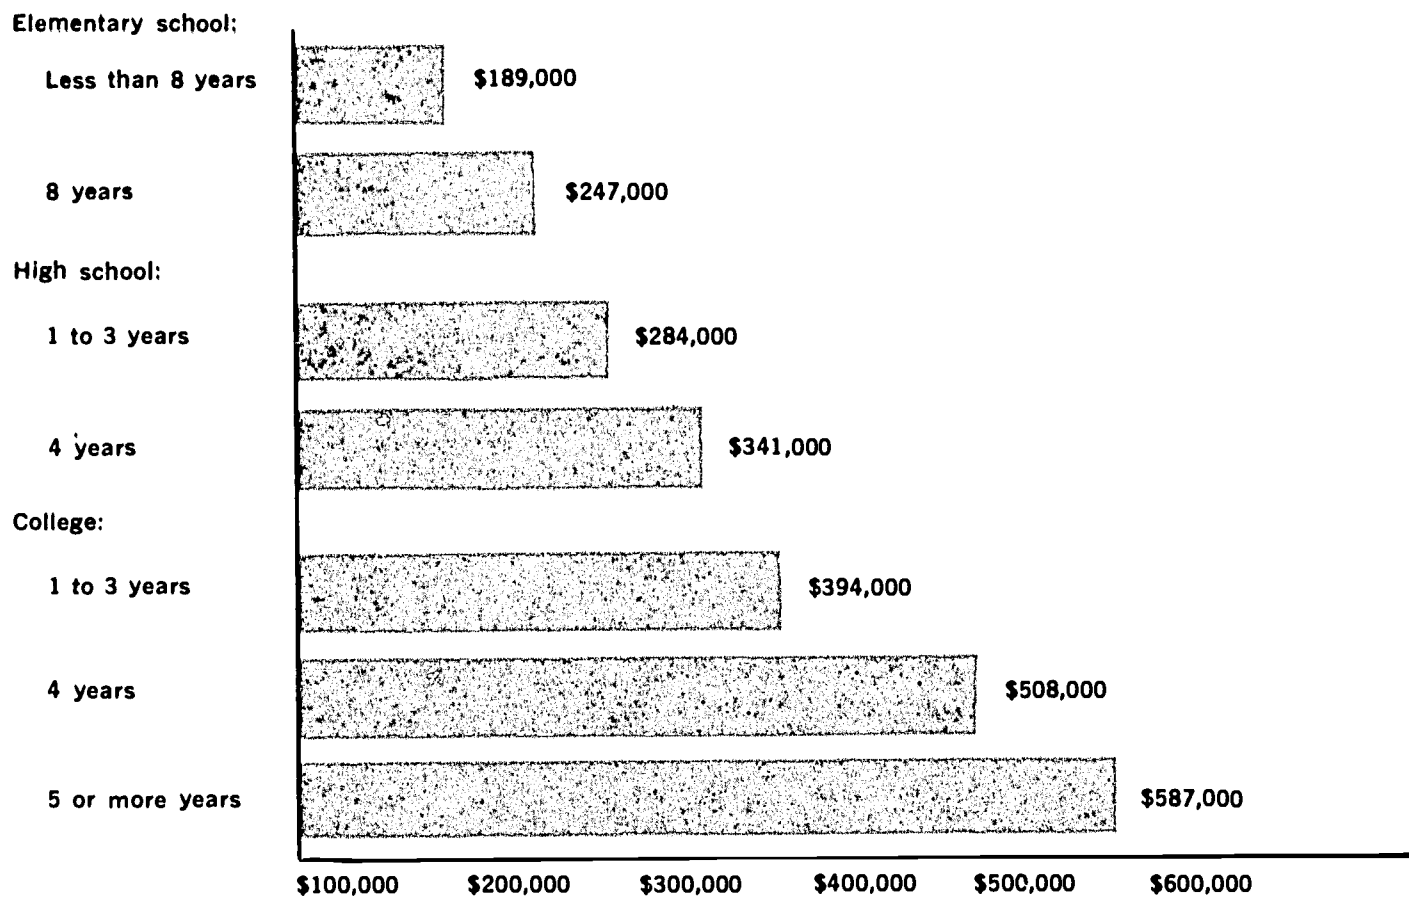 Elementary school:
Less than 8 years $189,000
8 years $247,000
High school:
1 to 3 years $284,000
4 years $341,000
College:
1 to 3 years $394,000
4 years $508,000
5 or more years $587,000
$100,000 $200,000 $300,000 $400,000 $500,000 $600,000